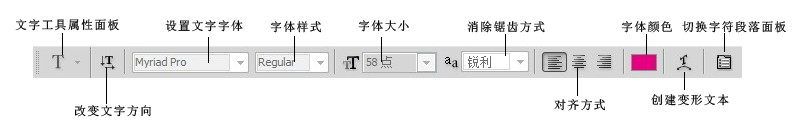 文字工具属性面板 设置文字字体 字体样式 字体大小 消除锯齿方式 字体颜色 切换字符段落面板
T T Myriad Pro Regular T 58点 aa 锐利 T
改变文字方向 对齐方式 创建变形文本